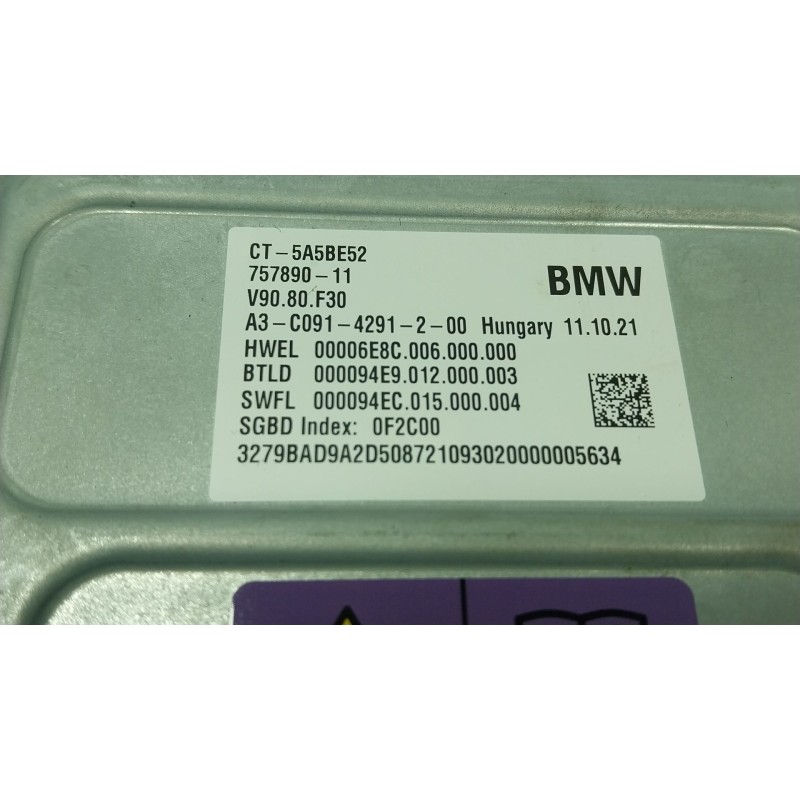 CT-5A5BE52
757890-11
BMW
V90.80.F30
A3-C091-4291-2-00 Hungary 11.10.21
HWEL 00006E8C.006.000.000
BTLD 000094E9.012.000.003
SWFL 000094EC.015.000.004
SGBD Index: 0F2C00
3279BAD9A2D508721093020000005634